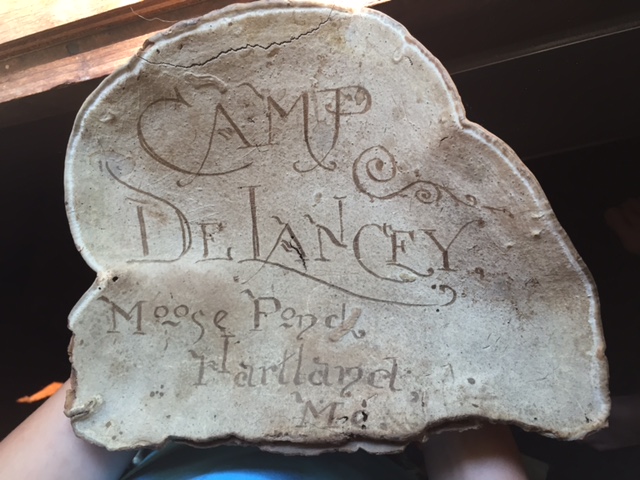 CAMP
DELANCEY
Moose Pond
Hartland
Me.